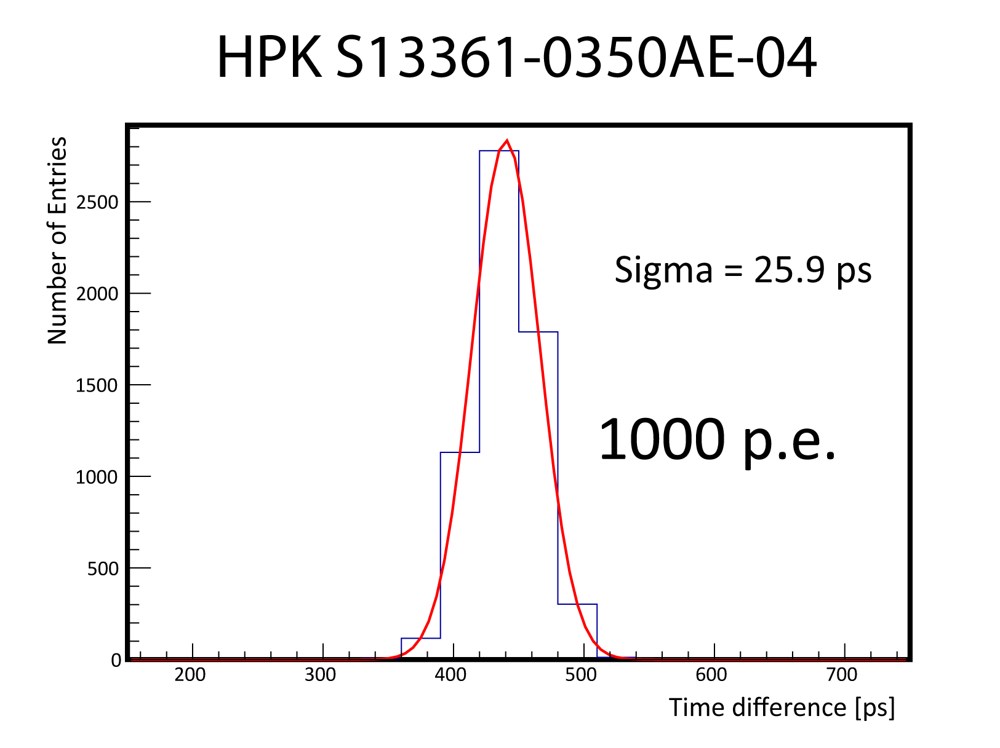 HPK S13361-0350AE-04
Number of Entries
2500
2000
1500
1000
500
0
Sigma = 25.9 ps
1000 p.e.
200 300 400 500 600 700
Time difference [ps]